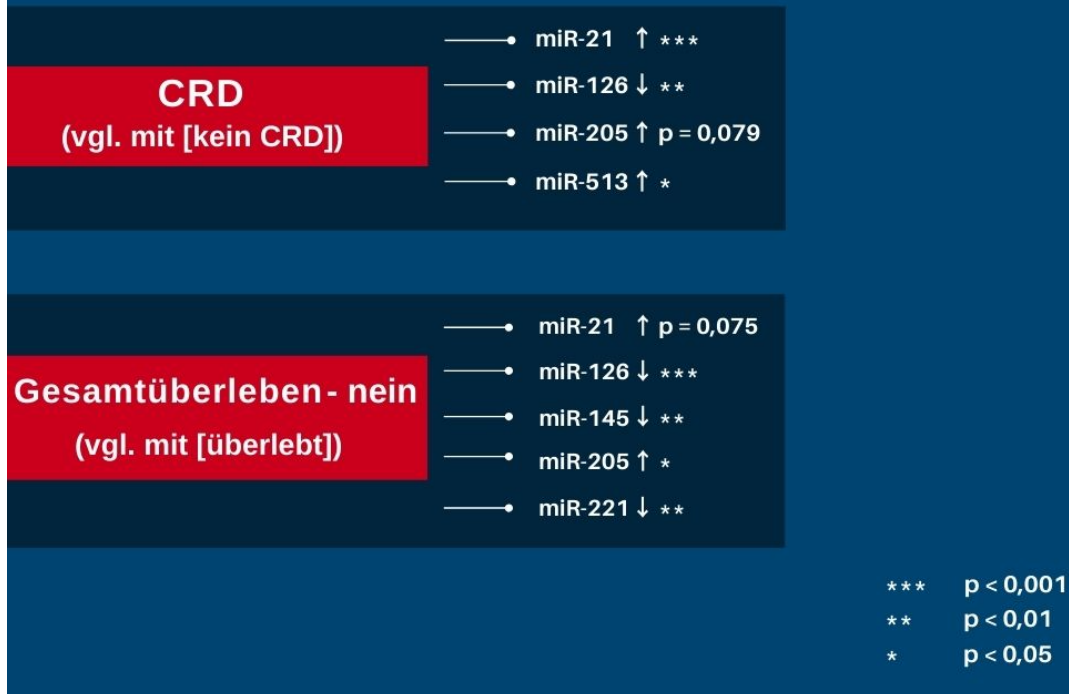 CRD
(vgl. mit [kein CRD])
miR-21 ↑ ***
miR-126 ↓ **
miR-205 ↑ p = 0,079
miR-513 ↑ *
Gesamtüberleben - nein
(vgl. mit [überlebt])
miR-21 ↑ p = 0,075
miR-126 ↓ ***
miR-145 ↓ **
miR-205 ↑ *
miR-221 ↓ **
*** p < 0,001
** p < 0,01
* p < 0,05